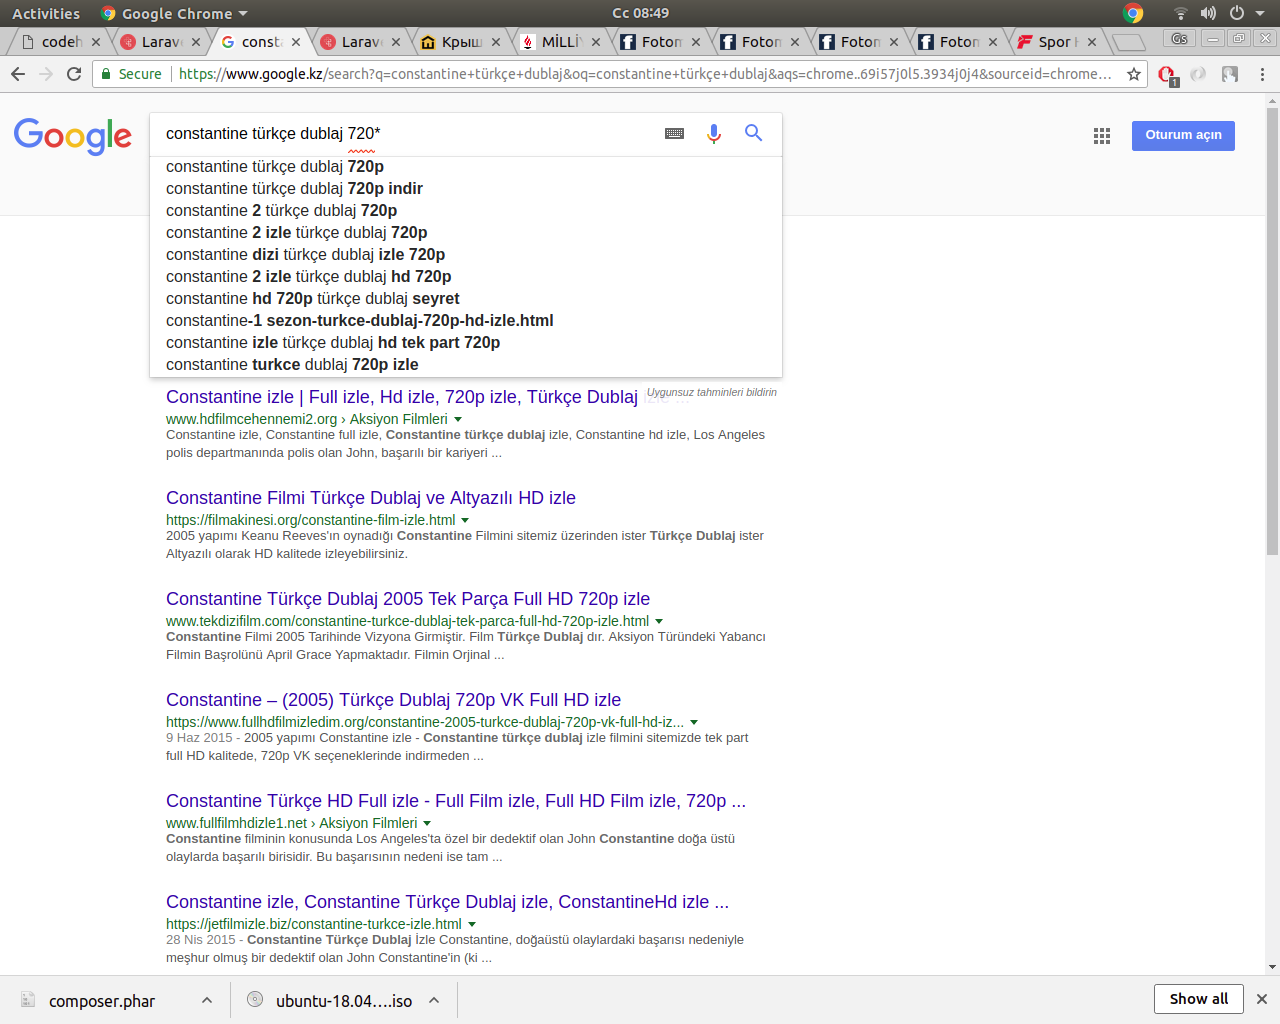 Activities
Google Chrome
Cc 08:49
codeh
Larave
consta
Larave
Крыш
MİLLİY
Fotom
Fotom
Fotom
Fotom
Spor H
Gs
Secure
https://www.google.kz/search?q=constantine+türkçe+dublaj&oq=constantine+türkçe+dublaj&aqs=chrome..69i57j0l5.3934j0j4&sourceid=chrome...
1
Google
constantine türkçe dublaj 720*
Oturum açın
constantine türkçe dublaj 720p
constantine türkçe dublaj 720p indir
constantine 2 türkçe dublaj 720p
constantine 2 izle türkçe dublaj 720p
constantine dizi türkçe dublaj izle 720p
constantine 2 izle türkçe dublaj hd 720p
constantine hd 720p türkçe dublaj seyret
constantine-1 sezon-turkce-dublaj-720p-hd-izle.html
constantine izle türkçe dublaj hd tek part 720p
constantine turkce dublaj 720p izle
Uygunsuz tahminleri bildirin
Constantine izle | Full izle, Hd izle, 720p izle, Türkçe Dublaj izle ...
www.hdfilmcehennemi2.org › Aksiyon Filmleri
Constantine izle, Constantine full izle, Constantine türkçe dublaj izle, Constantine hd izle, Los Angeles
polis departmanında polis olan John, başarılı bir kariyeri ...
Constantine Filmi Türkçe Dublaj ve Altyazılı HD izle
https://filmakinesi.org/constantine-film-izle.html
2005 yapımı Keanu Reeves'ın oynadığı Constantine Filmini sitemiz üzerinden ister Türkçe Dublaj ister
Altyazılı olarak HD kalitede izleyebilirsiniz.
Constantine Türkçe Dublaj 2005 Tek Parça Full HD 720p izle
www.tekdizifilm.com/constantine-turkce-dublaj-tek-parca-full-hd-720p-izle.html
Constantine Filmi 2005 Tarihinde Vizyona Girmiştir. Film Türkçe Dublaj dır. Aksiyon Türündeki Yabancı
Filmin Başrolünü April Grace Yapmaktadır. Filmin Orjinal ...
Constantine – (2005) Türkçe Dublaj 720p VK Full HD izle
https://www.fullhdfilmizledim.org/constantine-2005-turkce-dublaj-720p-vk-full-hd-iz...
9 Haz 2015 - 2005 yapımı Constantine izle - Constantine türkçe dublaj izle filmini sitemizde tek part
full HD kalitede, 720p VK seçeneklerinde indirmeden ...
Constantine Türkçe HD Full izle - Full Film izle, Full HD Film izle, 720p ...
www.fullfilmhdizle1.net › Aksiyon Filmleri
Constantine filminin konusunda Los Angeles'ta özel bir dedektif olan John Constantine doğa üstü
olaylarda başarılı birisidir. Bu başarısının nedeni ise tam ...
Constantine izle, Constantine Türkçe Dublaj izle, ConstantineHd izle ...
https://jetfilmizle.biz/constantine-turkce-izle.html
28 Nis 2015 - Constantine Türkçe Dublaj İzle Constantine, doğaüstü olaylardaki başarısı nedeniyle
meşhur olmuş bir dedektif olan John Constantine'in (ki ...
composer.phar
ubuntu-18.04....iso
Show all